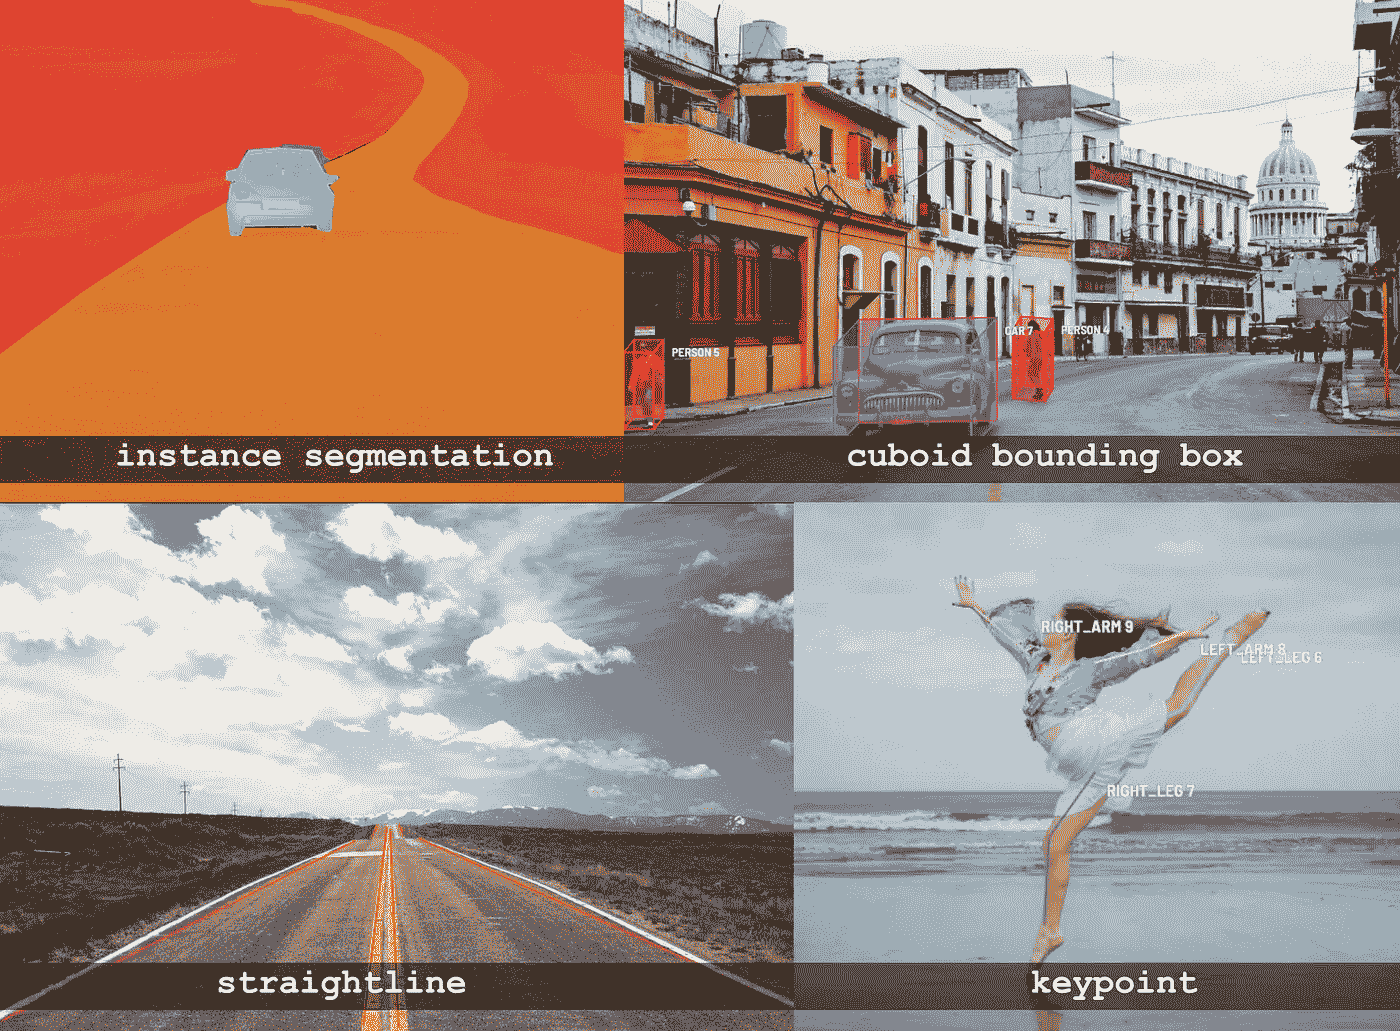 PERSON 5
CAR 7
PERSON 4
instance segmentation
cuboid bounding box
RIGHT_ARM 9
LEFT_ARM 8
LEFT_LEG 6
RIGHT_LEG 7
straightline
keypoint